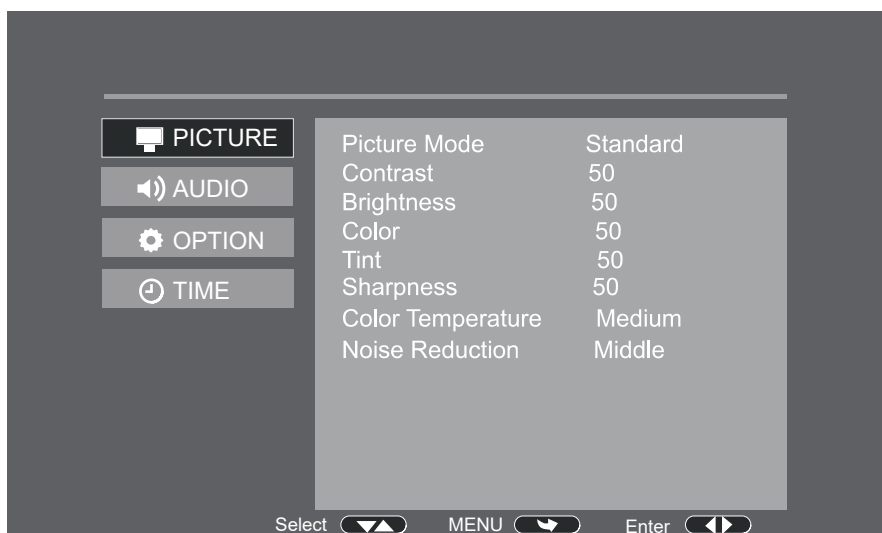 PICTURE
AUDIO
OPTION
TIME
Picture Mode Standard
Contrast 50
Brightness 50
Color 50
Tint 50
Sharpness 50
Color Temperature Medium
Noise Reduction Middle
Select MENU Enter